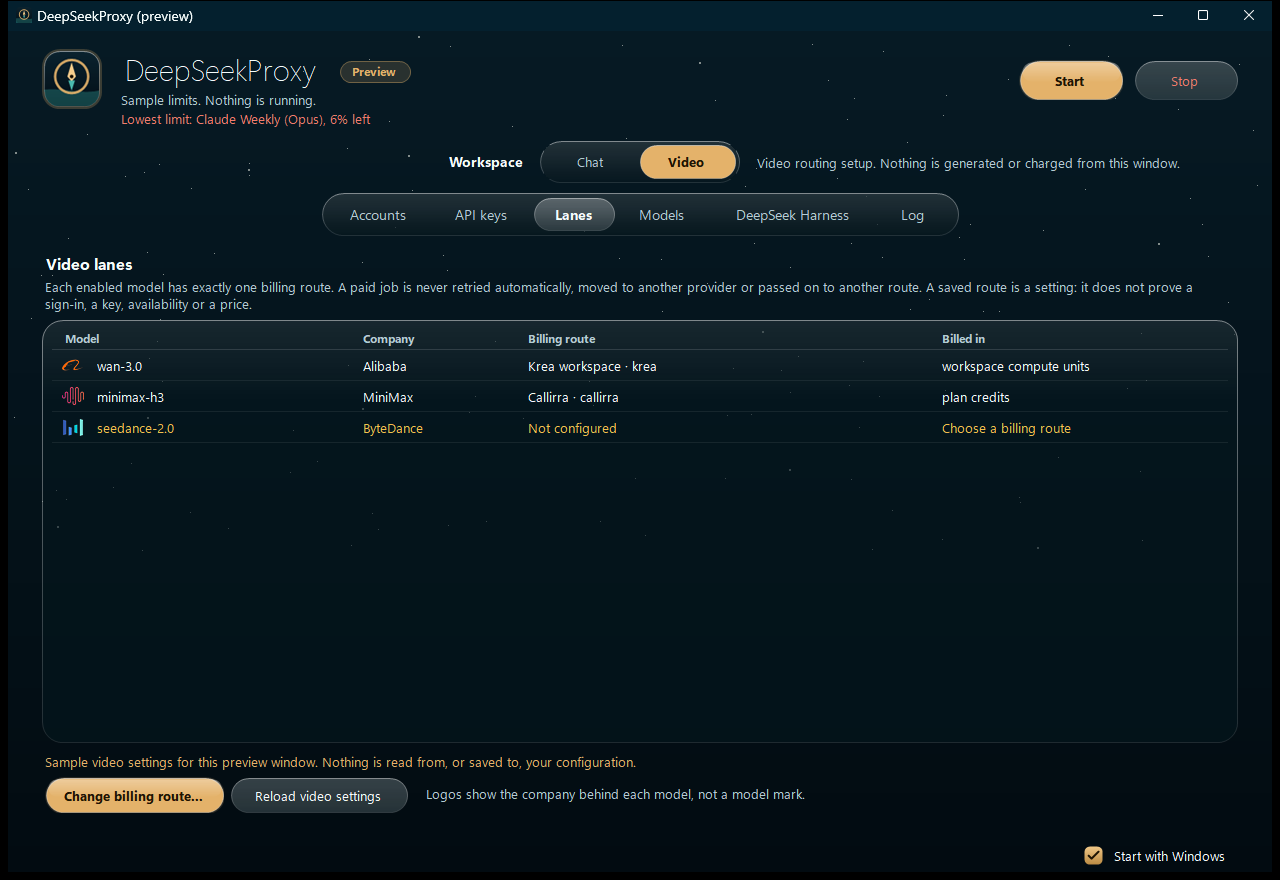 DeepSeekProxy (preview)
DeepSeekProxy
Preview
Sample limits. Nothing is running.
Lowest limit: Claude Weekly (Opus), 6% left
Start
Stop
Workspace
Chat
Video
Video routing setup. Nothing is generated or charged from this window.
Accounts
API keys
Lanes
Models
DeepSeek Harness
Log
Video lanes
Each enabled model has exactly one billing route. A paid job is never retried automatically, moved to another provider or passed on to another route. A saved route is a setting: it does not prove a
sign-in, a key, availability or a price.
Model Company Billing route Billed in
wan-3.0 Alibaba Krea workspace · krea workspace compute units
minimax-h3 MiniMax Callirra · callirra plan credits
seedance-2.0 ByteDance Not configured Choose a billing route
Sample video settings for this preview window. Nothing is read from, or saved to, your configuration.
Change billing route...
Reload video settings
Logos show the company behind each model, not a model mark.
Start with Windows